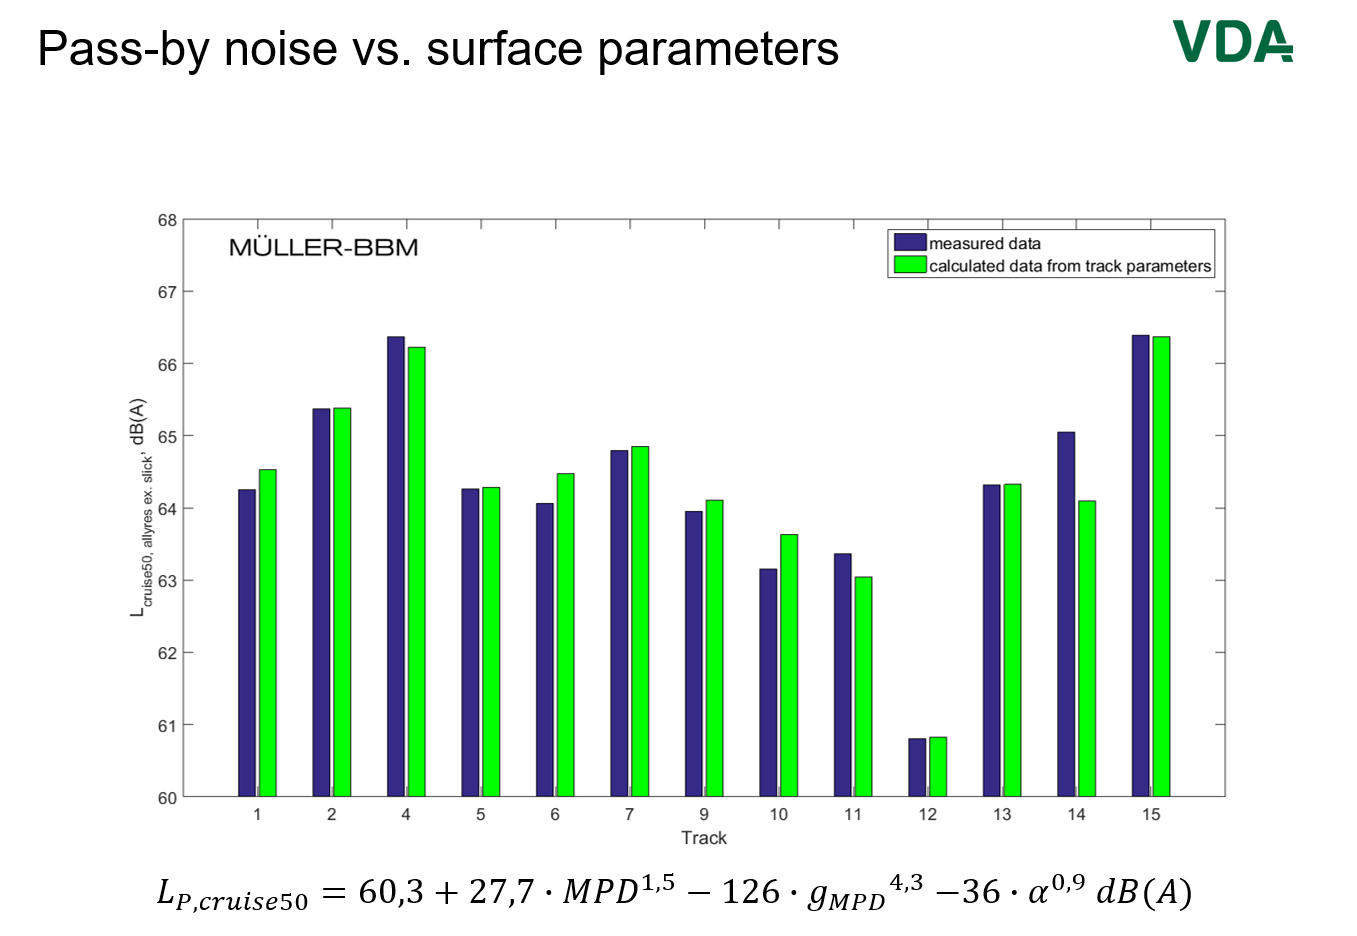 Pass-by noise vs. surface parameters
VDA
68
67
66
65
64
63
62
61
60
L_cruise50, allyres ex. slick, dB(A)
MÜLLER-BBM
measured data
calculated data from track parameters
1 2 4 5 6 7 9 10 11 12 13 14 15
Track
L_P,cruise50 = 60,3 + 27,7 · MPD^1,5 − 126 · g_MPD^4,3 −36 · α^0,9 dB(A)